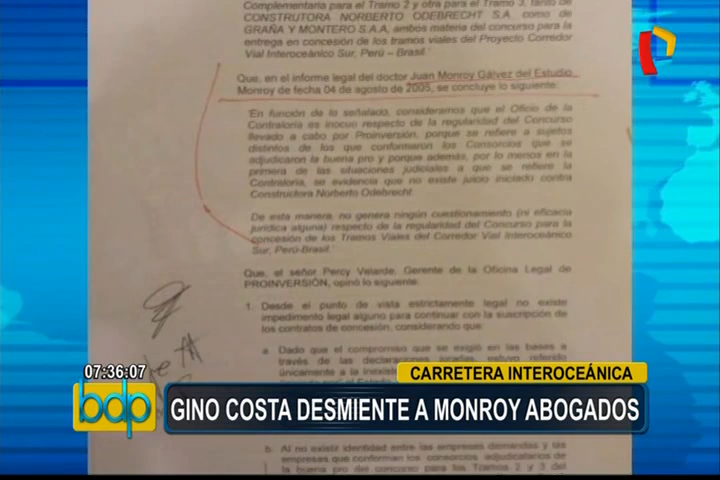 Complementaria para el Tramo 2 y otra para el Tramo 3, tanto de
CONSTRUTORA NORBERTO ODEBRECHT S.A. como de
GRAÑA Y MONTERO S.A.A, ambos materia del concurso para la
entrega en concesión de los tramos viales del Proyecto Corredor
Vial Interoceánico Sur, Perú – Brasil.'
Que, en el informe legal del doctor Juan Monroy Gálvez del Estudio
Monroy de fecha 04 de agosto de 2005, se concluye lo siguiente:
'En función de lo señalado, consideramos que el Oficio de la
Contraloría es inocuo respecto de la regularidad del Concurso
llevado a cabo por Proinversión, porque se refiere a sujetos
distintos de los que conformaron los Consorcios que se
adjudicaron la buena pro y porque además, por lo menos en la
primera de las situaciones judiciales a que se refiere la
Contraloría, se evidencia que no existe juicio iniciado contra
Constructora Norberto Odebrecht.
De esta manera, no genera ningún cuestionamiento (ni eficacia
jurídica alguna) respecto de la regularidad del Concurso para la
concesión de los Tramos Viales del Corredor Vial Interoceánico
Sur, Perú-Brasil.'
Que, el señor Percy Velarde, Gerente de la Oficina Legal de
PROINVERSIÓN, opinó lo siguiente:
1. Desde el punto de vista estrictamente legal no existe
impedimento legal alguno para continuar con la suscripción de
los contratos de concesión, considerando que:
a. Dado que el compromiso que se exigió en las bases a
través de las declaraciones juradas, estuvo referido
únicamente a la
07:36:07
CARRETERA INTEROCEÁNICA
bdp
GINO COSTA DESMIENTE A MONROY ABOGADOS
b. Al no existir identidad entre las empresas demandas y las
empresas que conforman los consorcios adjudicatarios de
la buena pro del concurso para los Tramos 2 y 3 del